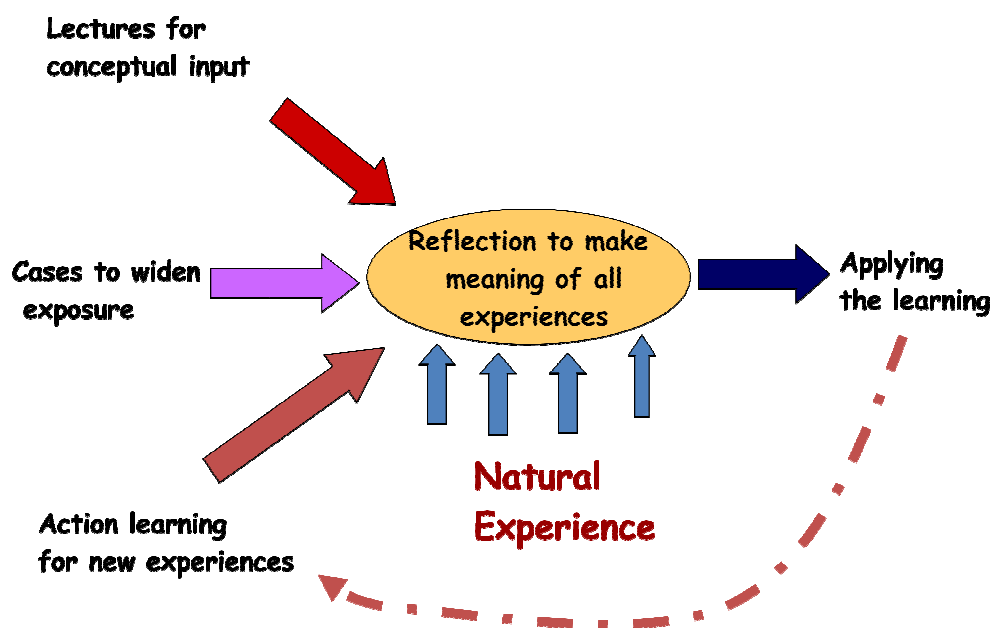 Lectures for
conceptual input
Reflection to make
meaning of all
experiences
Cases to widen
exposure
Applying
the learning
Natural
Experience
Action learning
for new experiences